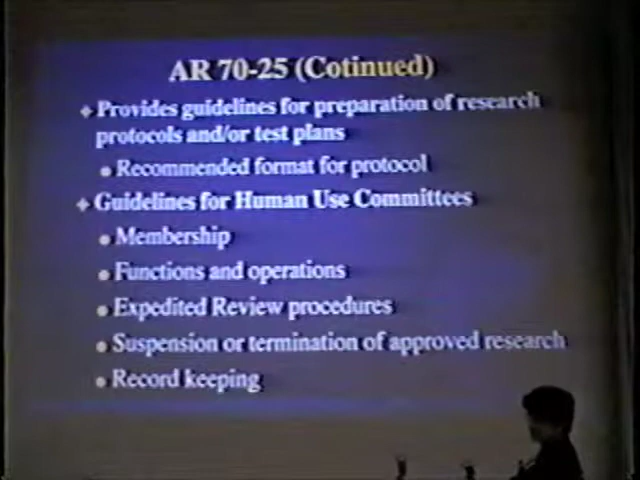 AR 70-25 (Cotinued)
Provides guidelines for preparation of research
protocols and/or test plans
Recommended format for protocol
Guidelines for Human Use Committees
Membership
Functions and operations
Expedited Review procedures
Suspension or termination of approved research
Record keeping